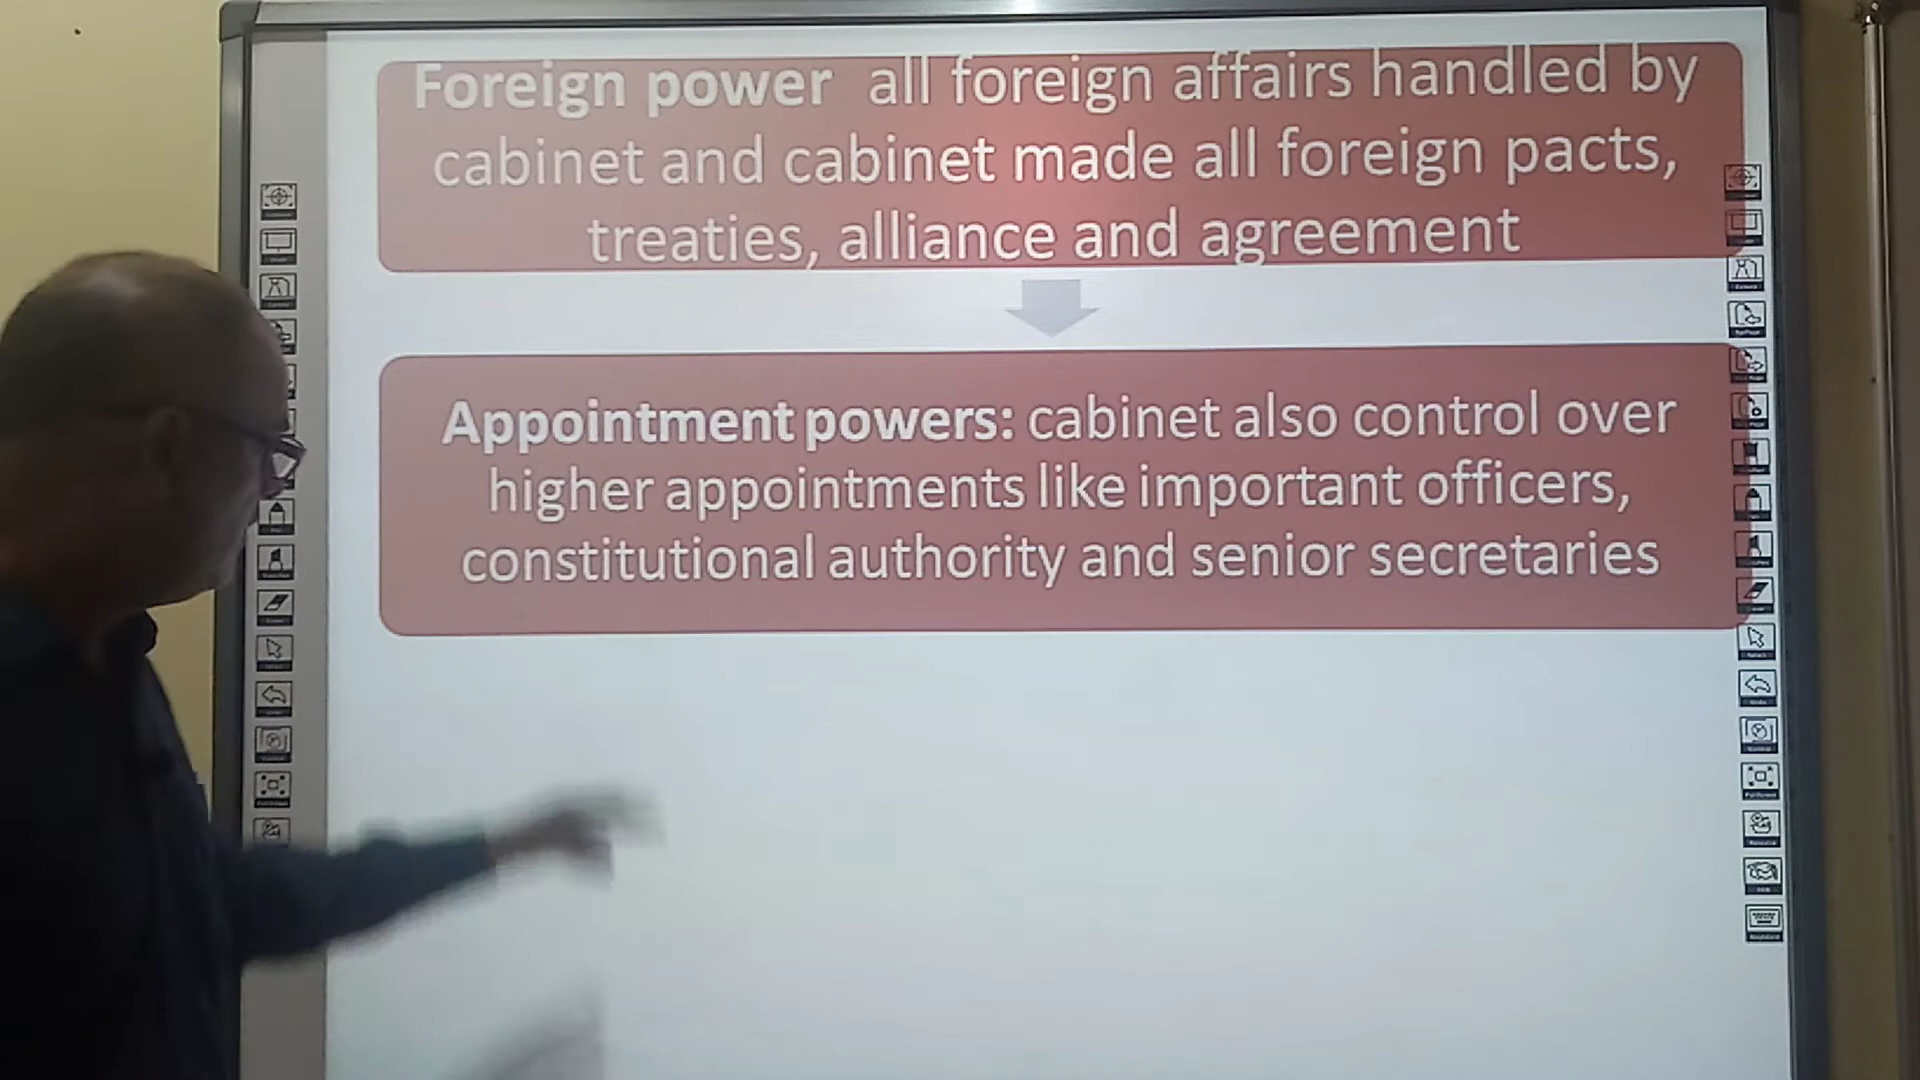 Foreign power all foreign affairs handled by
cabinet and cabinet made all foreign pacts,
treaties, alliance and agreement
Appointment powers: cabinet also control over
higher appointments like important officers,
constitutional authority and senior secretaries